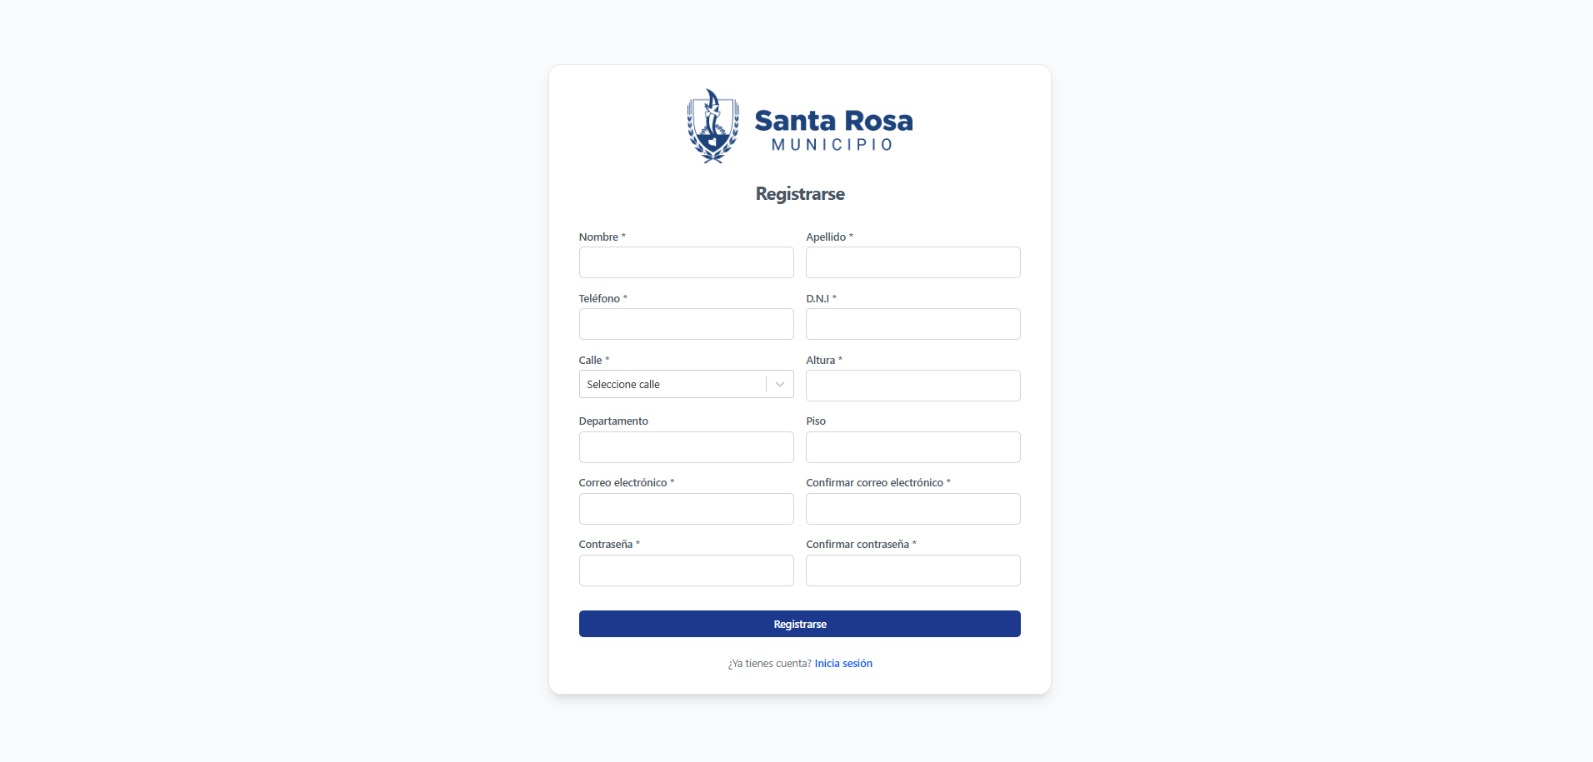 Santa Rosa
MUNICIPIO
Registrarse
Nombre *
Apellido *
Teléfono *
D.N.I *
Calle *
Altura *
Seleccione calle
Departamento
Piso
Correo electrónico *
Confirmar correo electrónico *
Contraseña *
Confirmar contraseña *
Registrarse
¿Ya tienes cuenta? Inicia sesión